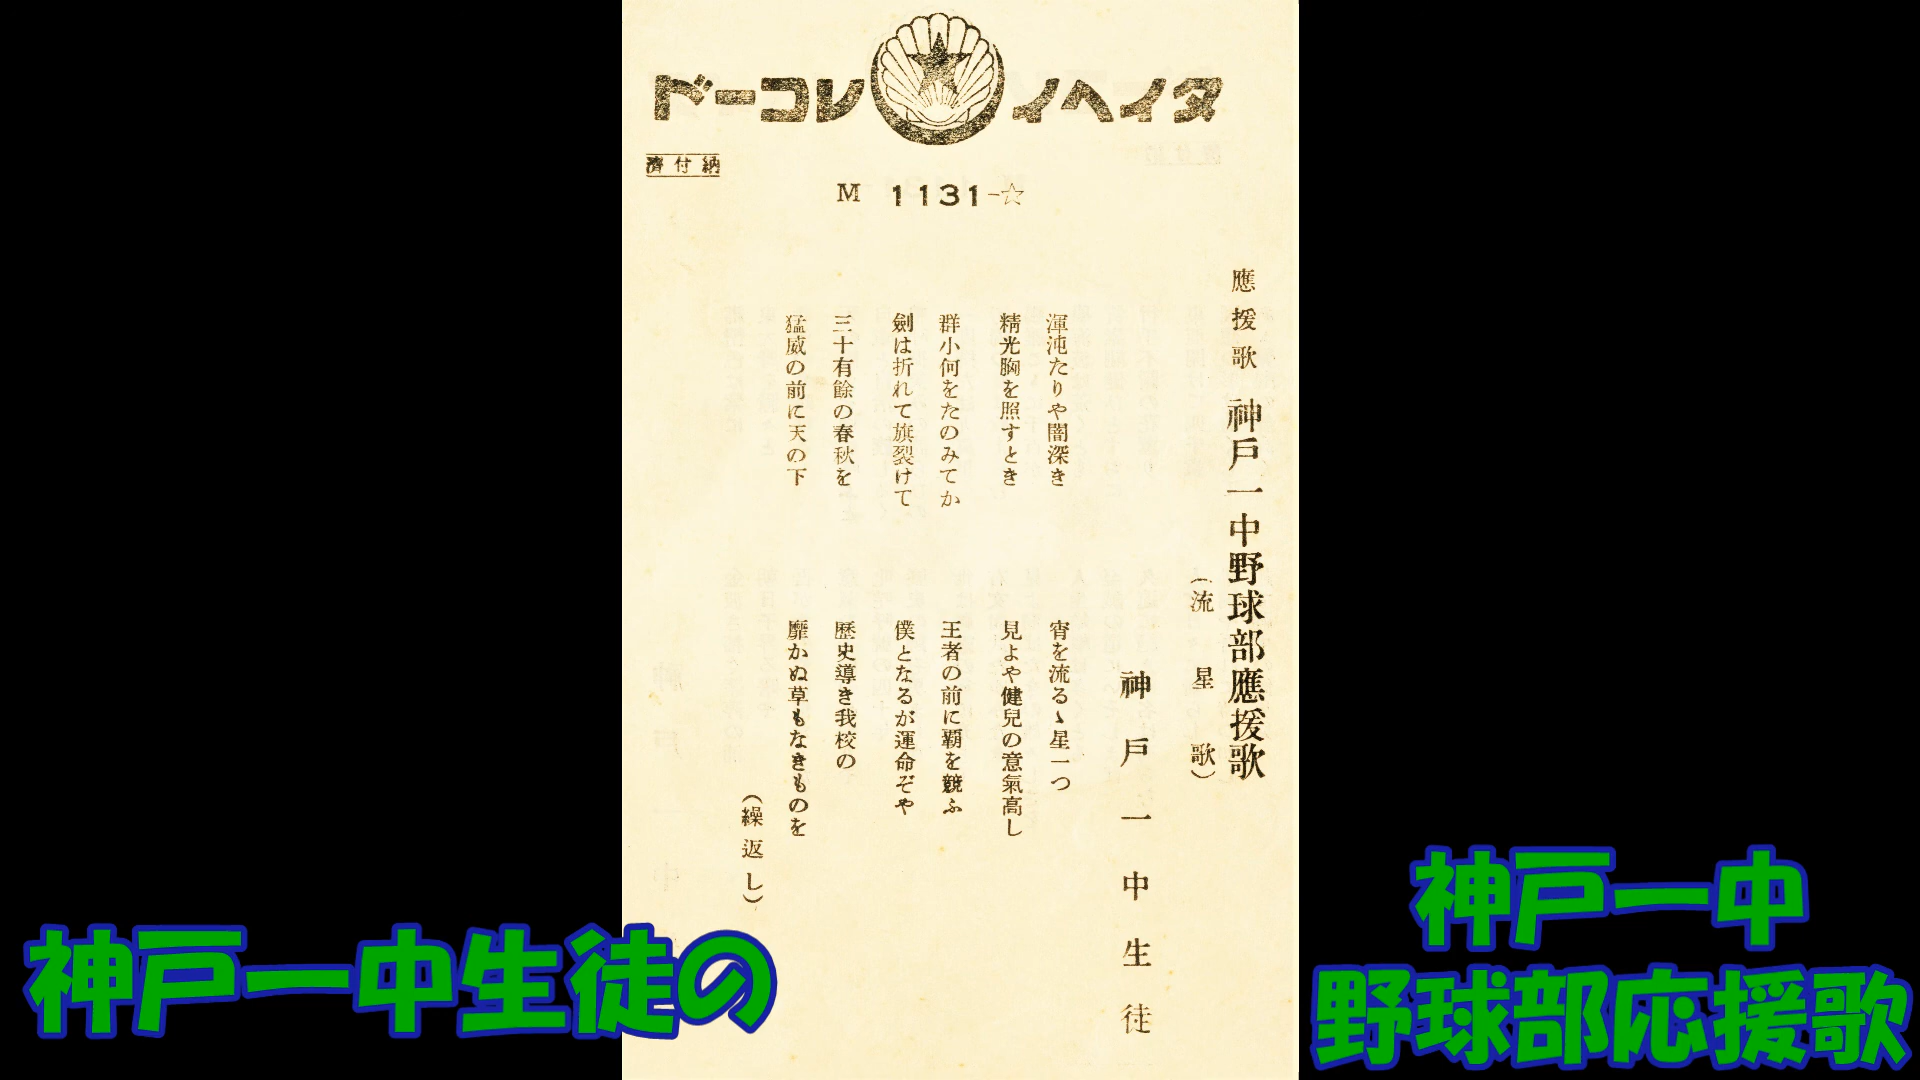 タイヘイレコード
納付濟
M 1131-☆
應援歌 神戶一中野球部應援歌
（流星歌）
神戶一中生徒
渾沌たりや闇深き 宵を流るゝ星一つ
精光胸を照すとき 見よや健兒の意氣高し
群小何をたのみてか 王者の前に覇を競ふ
劍は折れて旗裂けて 僕となるが運命ぞや
三十有餘の春秋を 歷史導き我校の
猛威の前に天の下 靡かぬ草もなきものを
（繰返し）
神戸一中生徒の
神戸一中
野球部応援歌